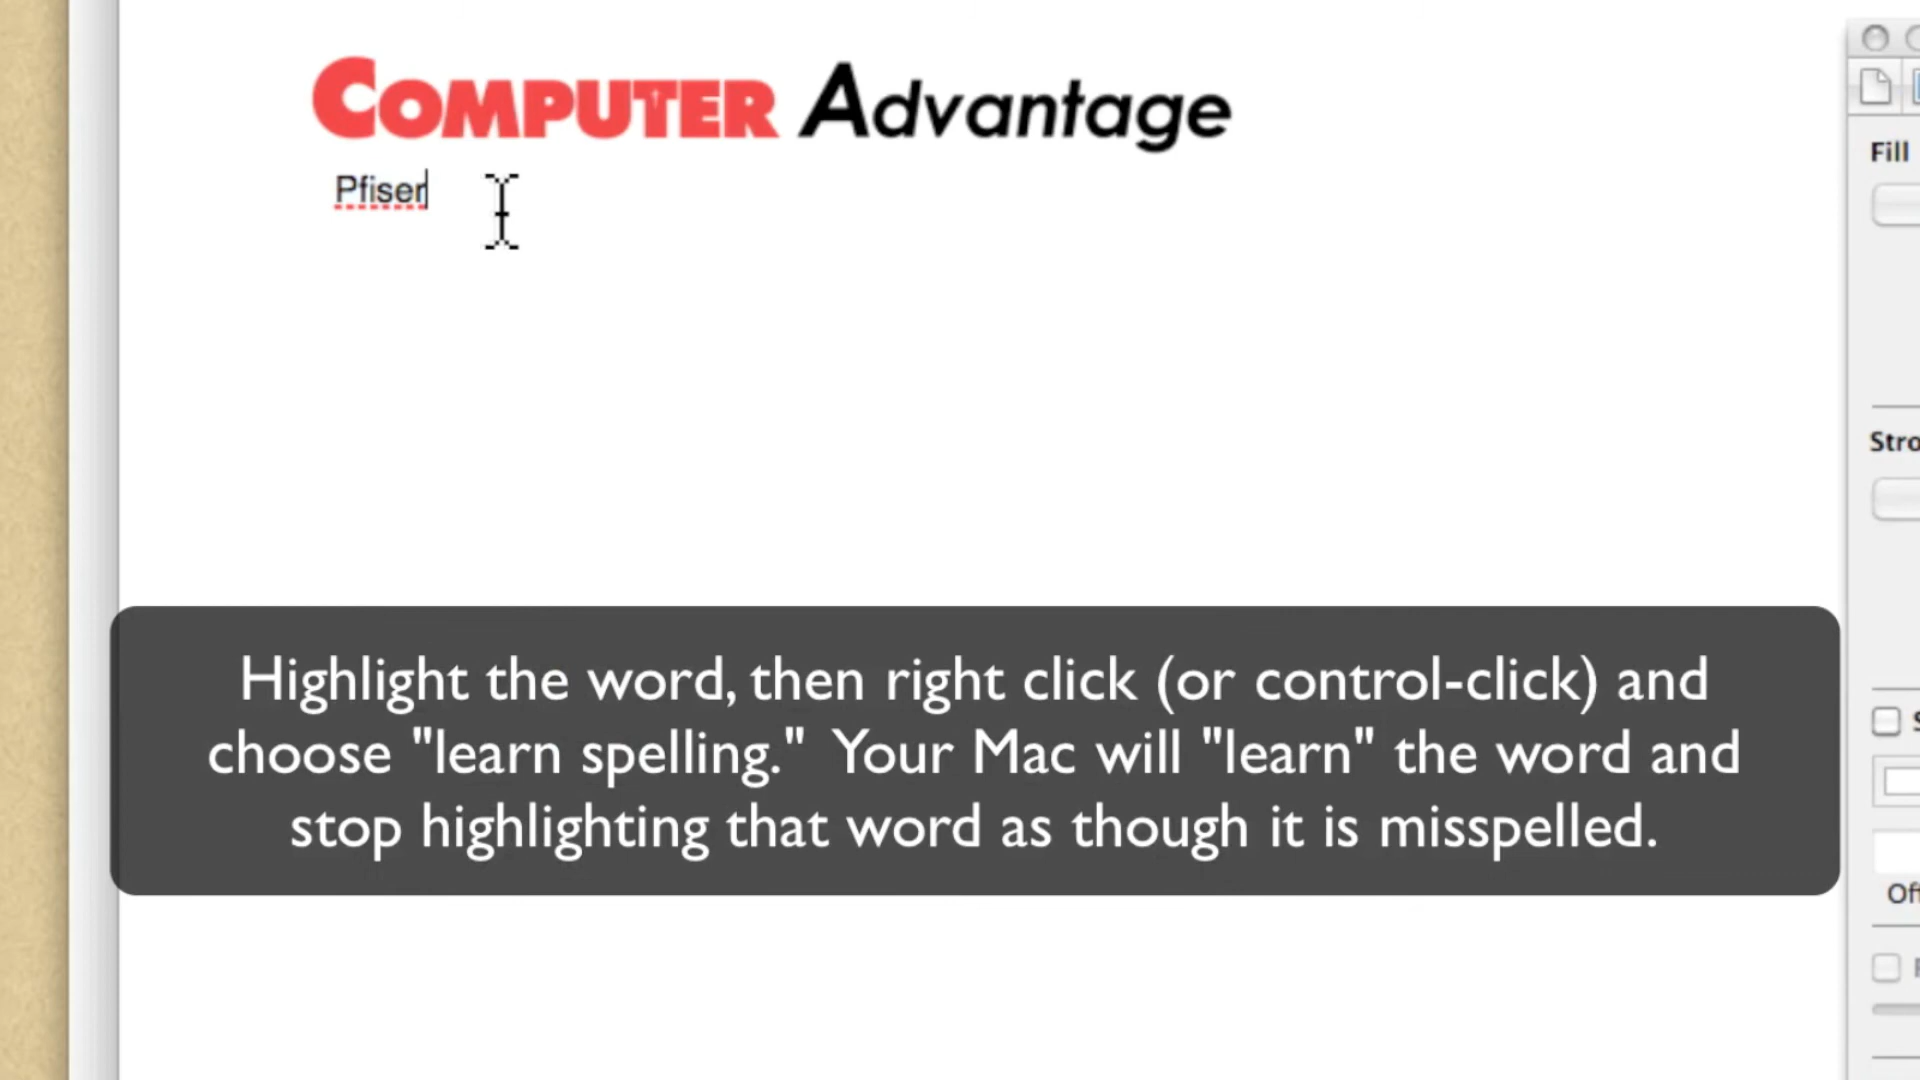 COMPUTER Advantage
Pfiser
Fill
Stro
Highlight the word, then right click (or control-click) and
choose "learn spelling." Your Mac will "learn" the word and
stop highlighting that word as though it is misspelled.